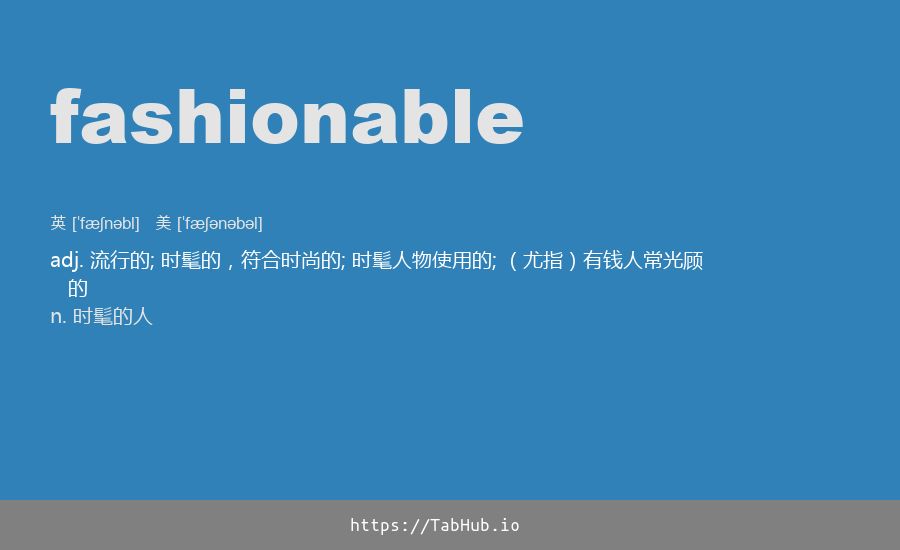 fashionable
英 [ˈfæʃnəbl] 美 [ˈfæʃənəbəl]
adj. 流行的; 时髦的，符合时尚的; 时髦人物使用的; （尤指）有钱人常光顾
的
n. 时髦的人
https://TabHub.io